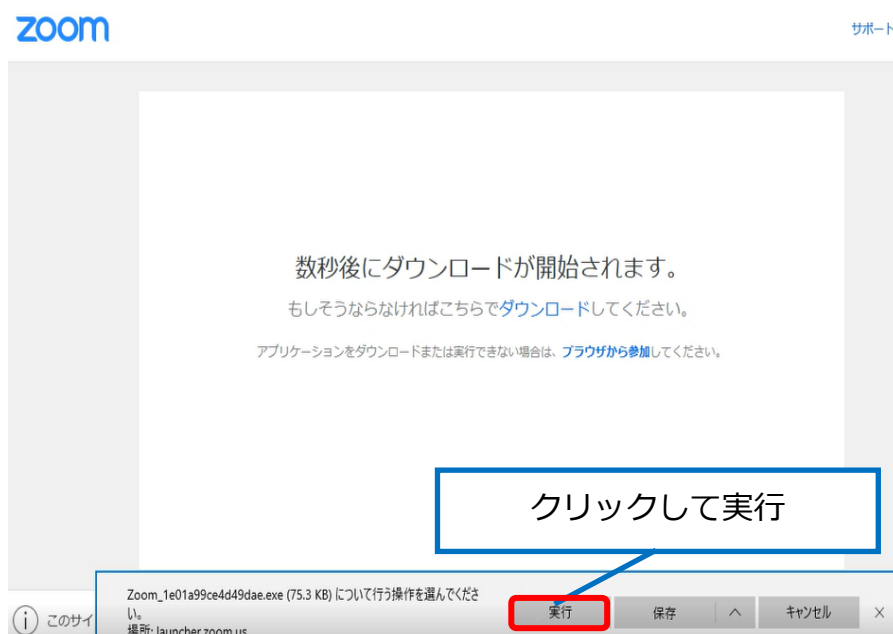 zoom
サポート
数秒後にダウンロードが開始されます。
もしそうならなければこちらでダウンロードしてください。
アプリケーションをダウンロードまたは実行できない場合は、ブラウザから参加してください。
クリックして実行
Zoom_1e01a99ce4d49dae.exe (75.3 KB) について行う操作を選んでくださ
い。
場所: launcher.zoom.us
実行
保存
キャンセル
このサイ